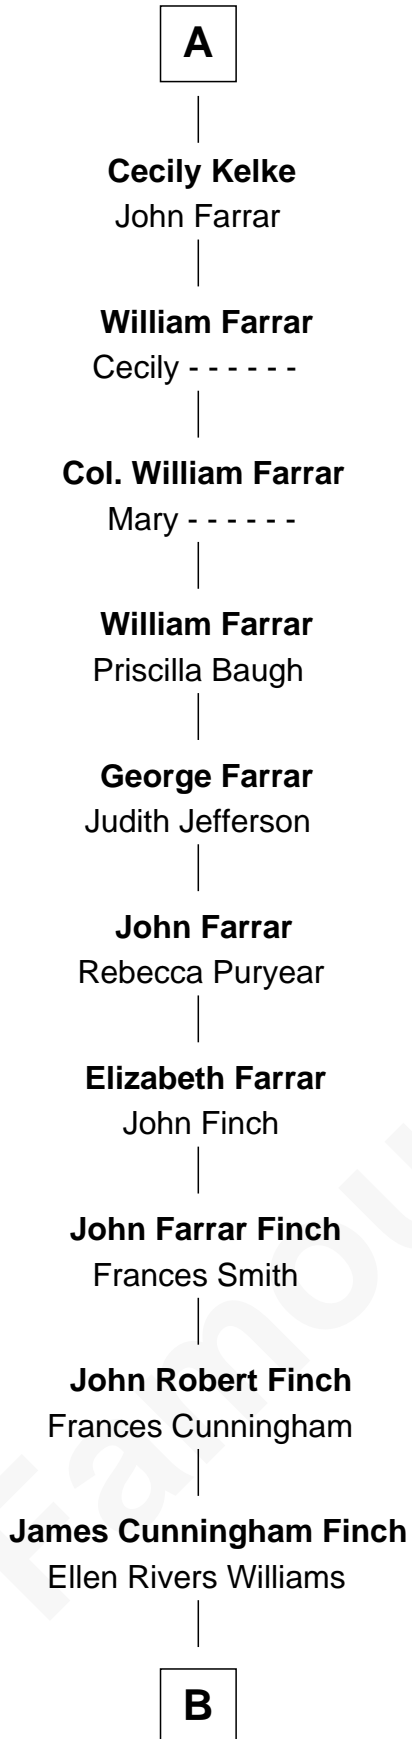 A
Cecily Kelke
John Farrar
William Farrar
Cecily - - - - - -
Col. William Farrar
Mary - - - - - -
William Farrar
Priscilla Baugh
George Farrar
Judith Jefferson
John Farrar
Rebecca Puryear
Elizabeth Farrar
John Finch
John Farrar Finch
Frances Smith
John Robert Finch
Frances Cunningham
James Cunningham Finch
Ellen Rivers Williams
B
Famou